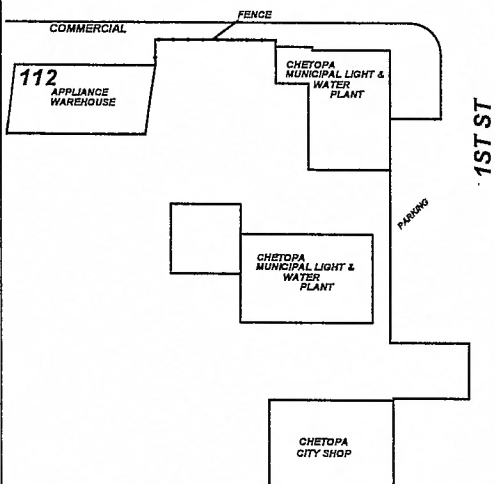 FENCE
COMMERCIAL
112
APPLIANCE
WAREHOUSE
CHETOPA
MUNICIPAL LIGHT &
WATER
PLANT
1ST ST
PARKING
CHETOPA
MUNICIPAL LIGHT &
WATER
PLANT
CHETOPA
CITY SHOP